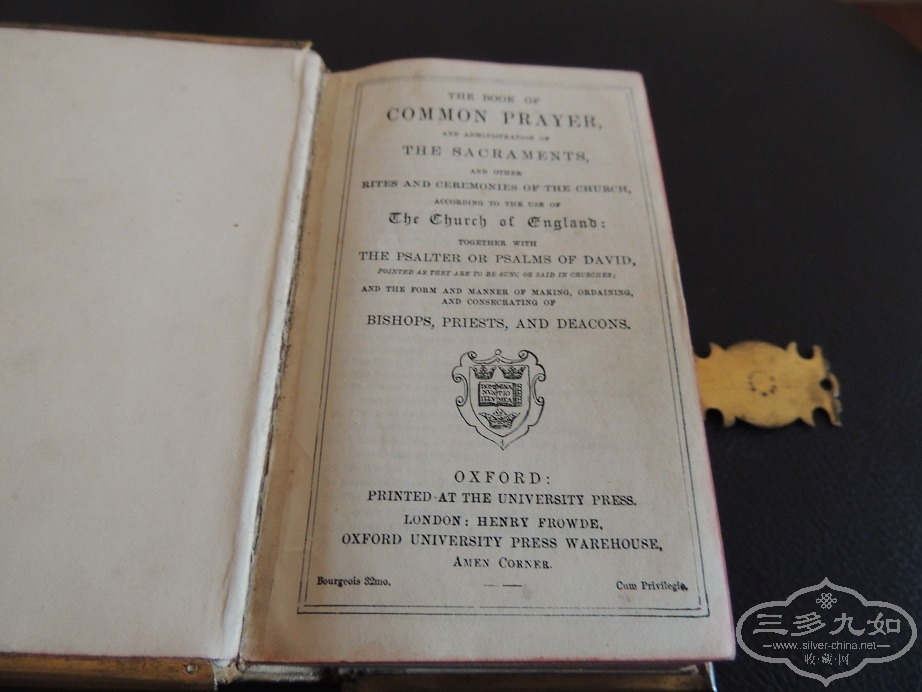 THE BOOK OF
COMMON PRAYER,
AND ADMINISTRATION OF
THE SACRAMENTS,
AND OTHER
RITES AND CEREMONIES OF THE CHURCH,
ACCORDING TO THE USE OF
The Church of England:
TOGETHER WITH
THE PSALTER OR PSALMS OF DAVID,
POINTED AS THEY ARE TO BE SUNG OR SAID IN CHURCHES;
AND THE FORM AND MANNER OF MAKING, ORDAINING,
AND CONSECRATING OF
BISHOPS, PRIESTS, AND DEACONS.
DOMINA
NUSTIO
ILLUMEA
OXFORD:
PRINTED AT THE UNIVERSITY PRESS.
LONDON: HENRY FROWDE,
OXFORD UNIVERSITY PRESS WAREHOUSE,
AMEN CORNER.
Bourgeois 32mo.
Cum Privilegio.
三多九如
www.silver-china.net
收·藏·网